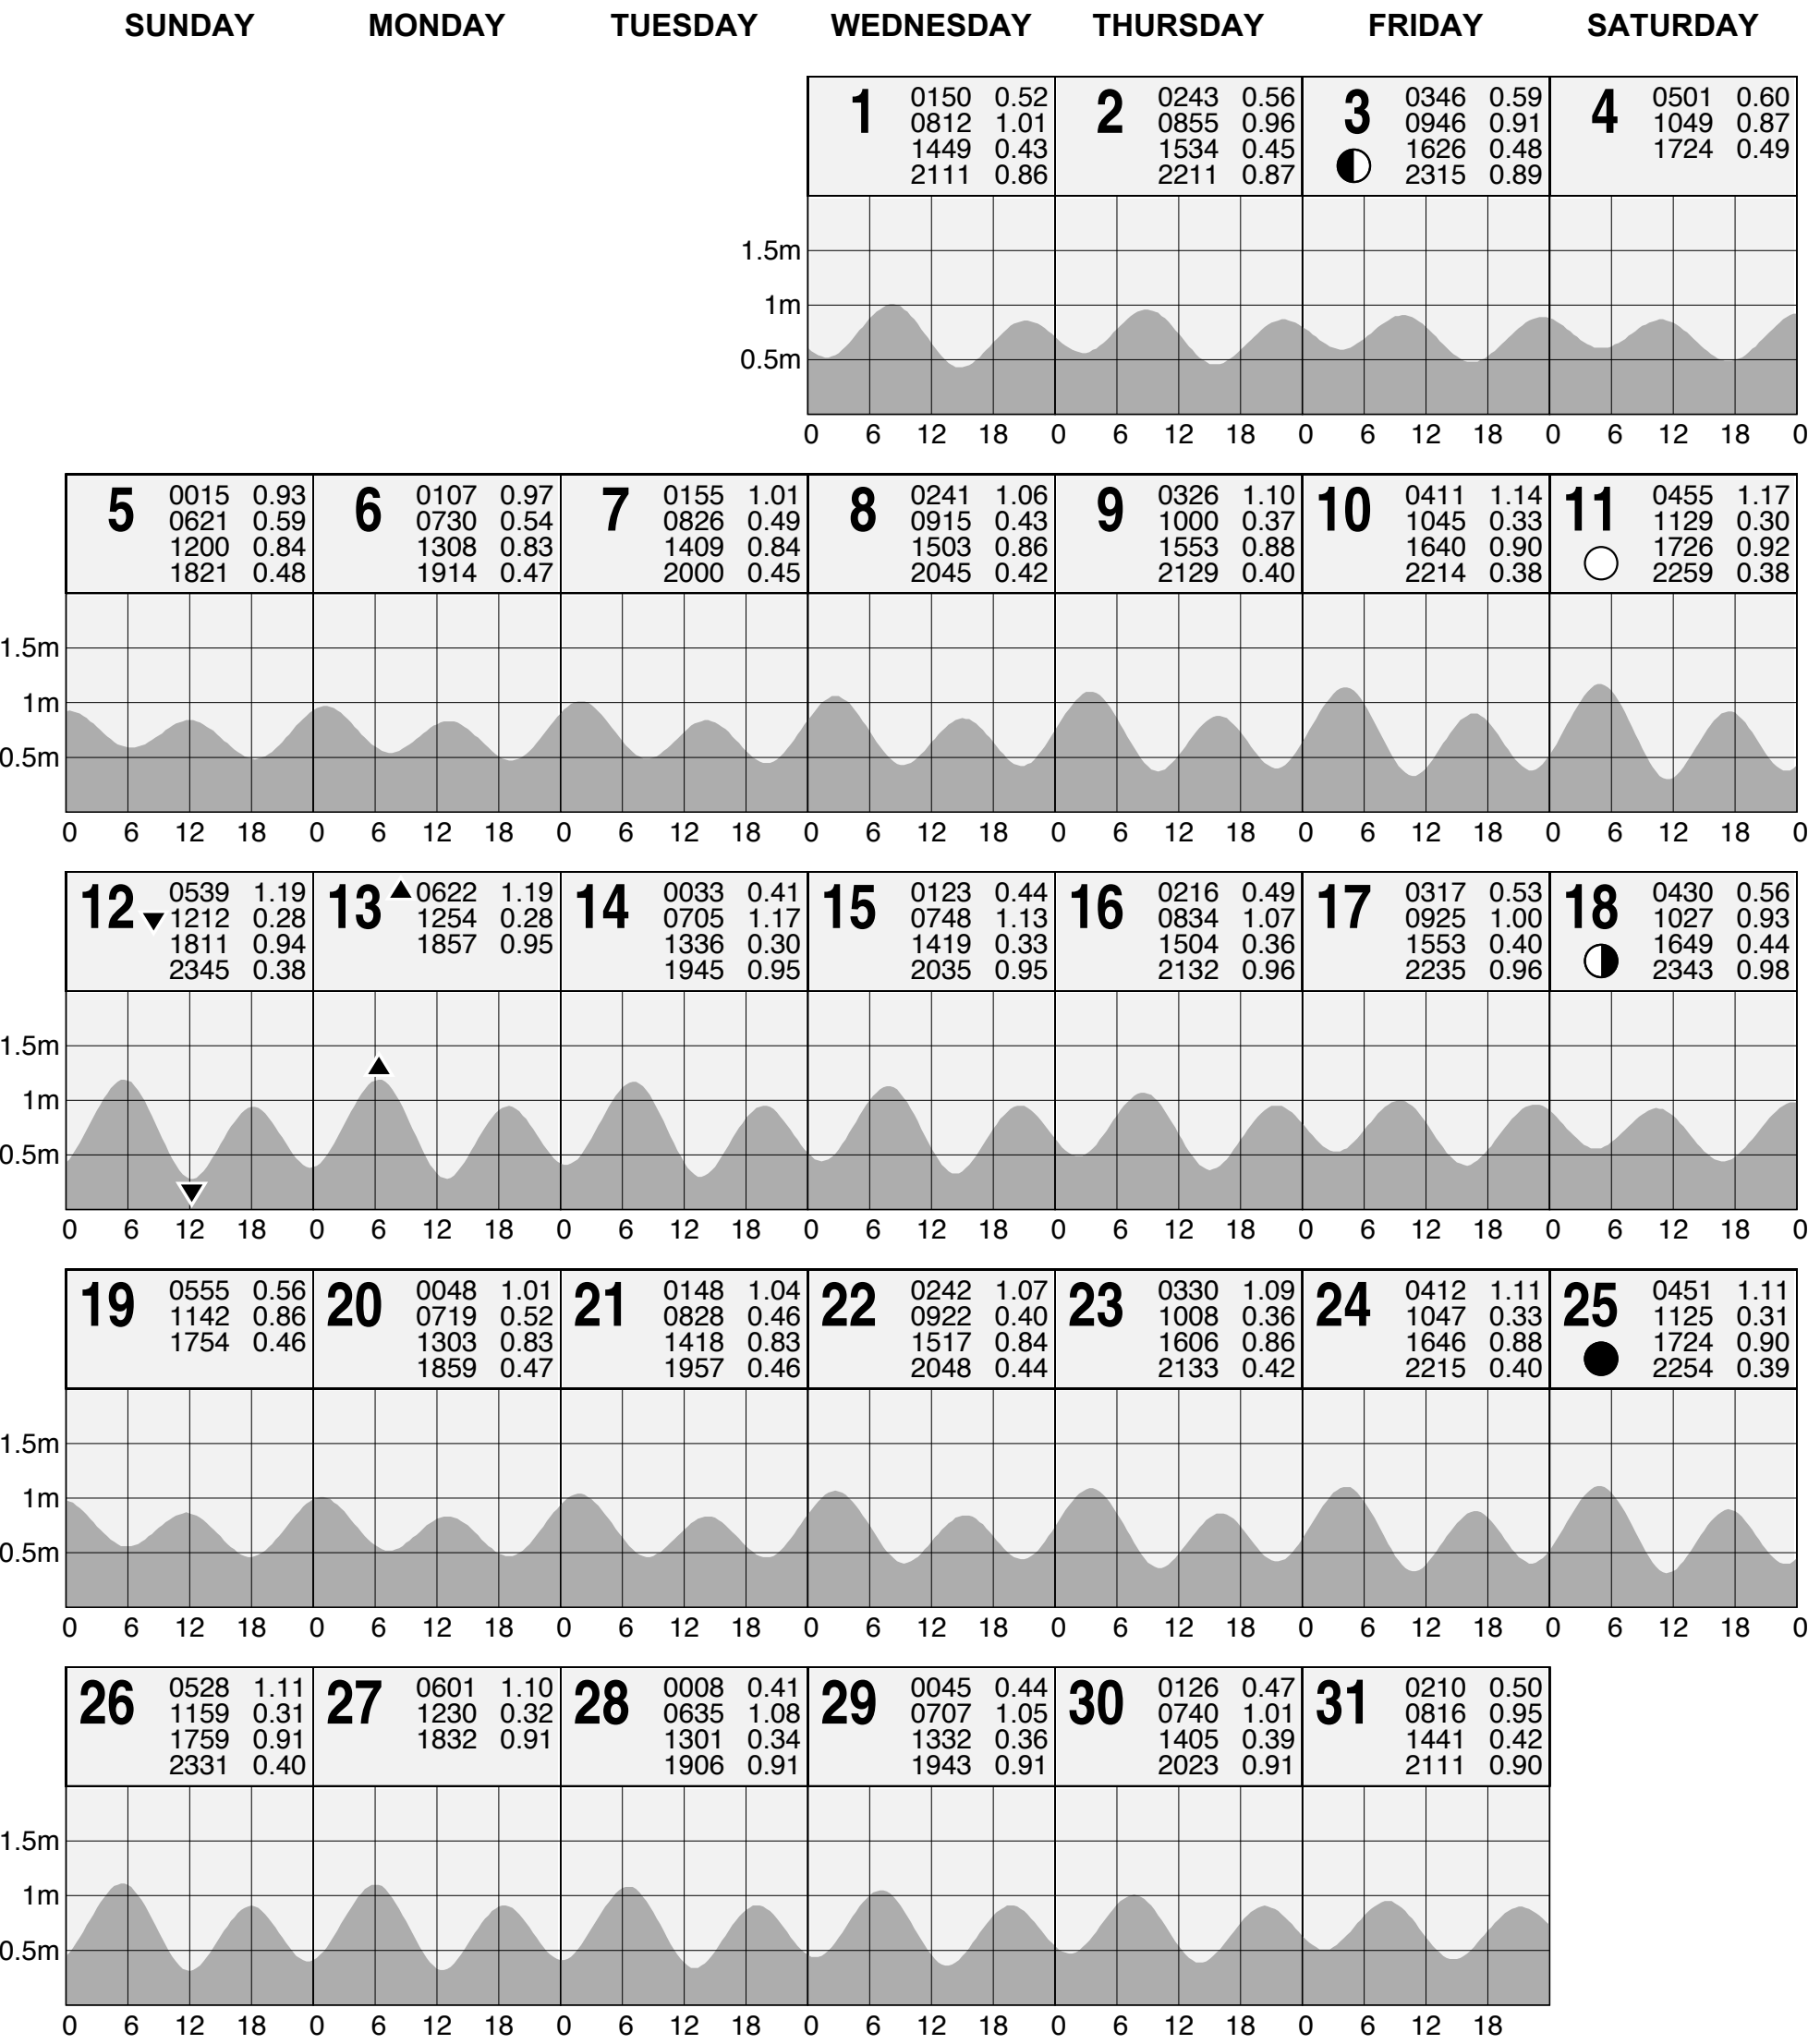 SUNDAY MONDAY TUESDAY WEDNESDAY THURSDAY FRIDAY SATURDAY
1 0150 0.52
0812 1.01
1449 0.43
2111 0.86
2 0243 0.56
0855 0.96
1534 0.45
2211 0.87
3 0346 0.59
0946 0.91
1626 0.48
2315 0.89
4 0501 0.60
1049 0.87
1724 0.49
1.5m
1m
0.5m
0 6 12 18 0 6 12 18 0 6 12 18 0 6 12 18 0
5 0015 0.93
0621 0.59
1200 0.84
1821 0.48
6 0107 0.97
0730 0.54
1308 0.83
1914 0.47
7 0155 1.01
0826 0.49
1409 0.84
2000 0.45
8 0241 1.06
0915 0.43
1503 0.86
2045 0.42
9 0326 1.10
1000 0.37
1553 0.88
2129 0.40
10 0411 1.14
1045 0.33
1640 0.90
2214 0.38
11 0455 1.17
1129 0.30
1726 0.92
2259 0.38
1.5m
1m
0.5m
0 6 12 18 0 6 12 18 0 6 12 18 0 6 12 18 0 6 12 18 0 6 12 18 0 6 12 18 0
12 0539 1.19
1212 0.28
1811 0.94
2345 0.38
13 0622 1.19
1254 0.28
1857 0.95
14 0033 0.41
0705 1.17
1336 0.30
1945 0.95
15 0123 0.44
0748 1.13
1419 0.33
2035 0.95
16 0216 0.49
0834 1.07
1504 0.36
2132 0.96
17 0317 0.53
0925 1.00
1553 0.40
2235 0.96
18 0430 0.56
1027 0.93
1649 0.44
2343 0.98
1.5m
1m
0.5m
0 6 12 18 0 6 12 18 0 6 12 18 0 6 12 18 0 6 12 18 0 6 12 18 0 6 12 18 0
19 0555 0.56
1142 0.86
1754 0.46
20 0048 1.01
0719 0.52
1303 0.83
1859 0.47
21 0148 1.04
0828 0.46
1418 0.83
1957 0.46
22 0242 1.07
0922 0.40
1517 0.84
2048 0.44
23 0330 1.09
1008 0.36
1606 0.86
2133 0.42
24 0412 1.11
1047 0.33
1646 0.88
2215 0.40
25 0451 1.11
1125 0.31
1724 0.90
2254 0.39
1.5m
1m
0.5m
0 6 12 18 0 6 12 18 0 6 12 18 0 6 12 18 0 6 12 18 0 6 12 18 0 6 12 18 0
26 0528 1.11
1159 0.31
1759 0.91
2331 0.40
27 0601 1.10
1230 0.32
1832 0.91
28 0008 0.41
0635 1.08
1301 0.34
1906 0.91
29 0045 0.44
0707 1.05
1332 0.36
1943 0.91
30 0126 0.47
0740 1.01
1405 0.39
2023 0.91
31 0210 0.50
0816 0.95
1441 0.42
2111 0.90
1.5m
1m
0.5m
0 6 12 18 0 6 12 18 0 6 12 18 0 6 12 18 0 6 12 18 0 6 12 18